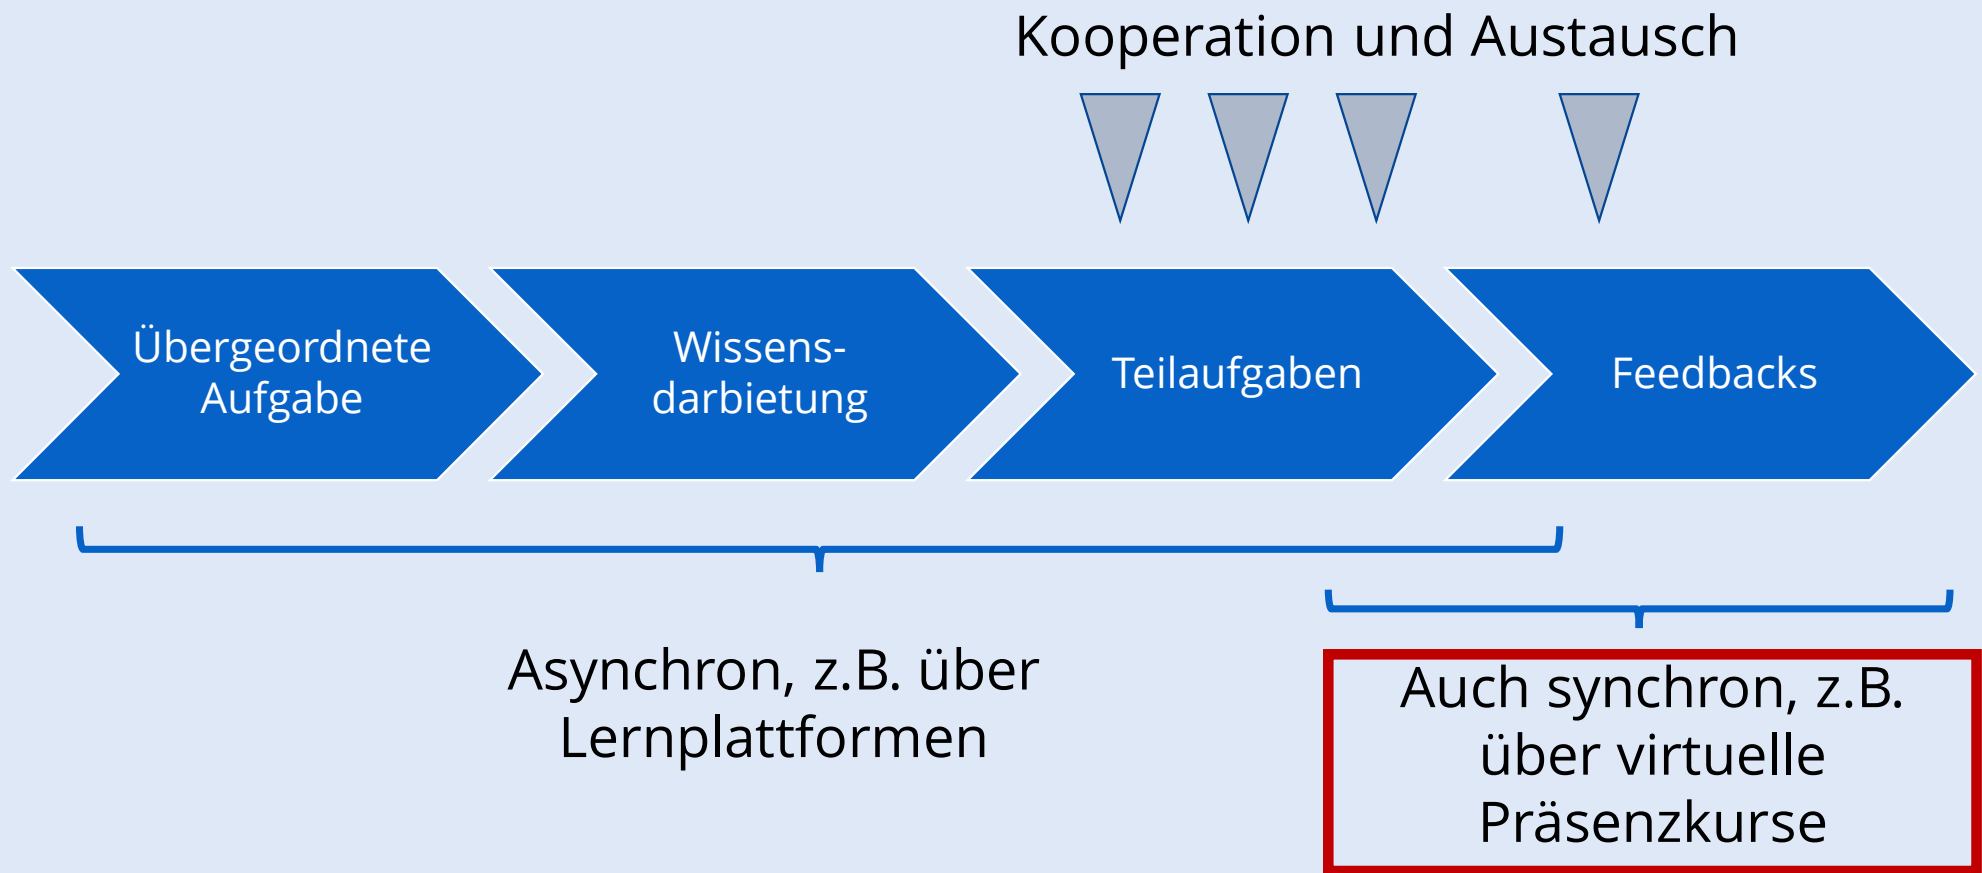 Kooperation und Austausch
Übergeordnete
Aufgabe
Wissens-
darbietung
Teilaufgaben
Feedbacks
Asynchron, z.B. über
Lernplattformen
Auch synchron, z.B.
über virtuelle
Präsenzkurse